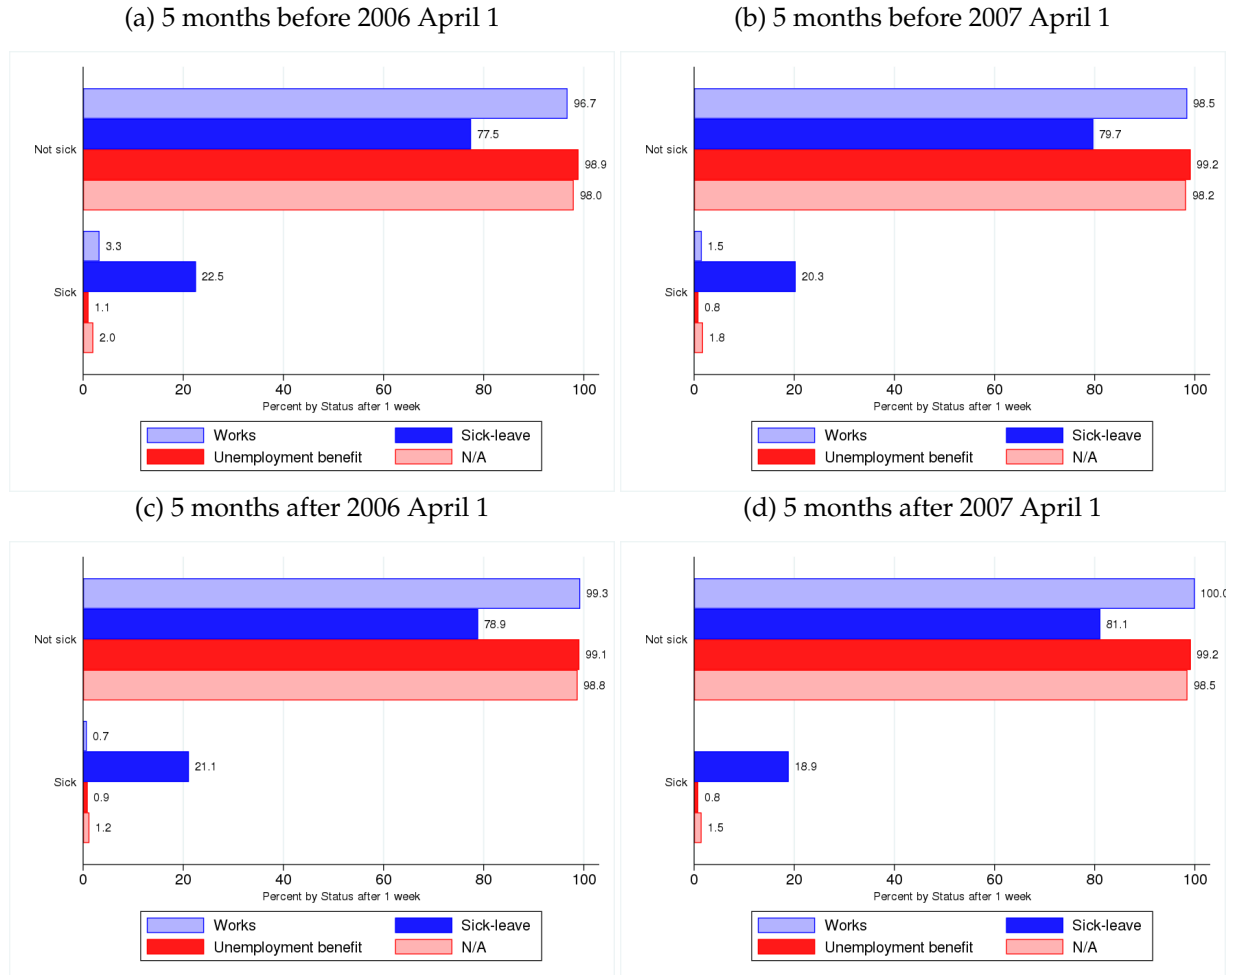 (a) 5 months before 2006 April 1
96.7
77.5
Not sick
98.9
98.0
3.3
22.5
Sick
1.1
2.0
0 20 40 60 80 100
Percent by Status after 1 week
Works Sick-leave
Unemployment benefit N/A
(b) 5 months before 2007 April 1
98.5
79.7
Not sick
99.2
98.2
1.5
20.3
Sick
0.8
1.8
0 20 40 60 80 100
Percent by Status after 1 week
Works Sick-leave
Unemployment benefit N/A
(c) 5 months after 2006 April 1
99.3
78.9
Not sick
99.1
98.8
0.7
21.1
Sick
0.9
1.2
0 20 40 60 80 100
Percent by Status after 1 week
Works Sick-leave
Unemployment benefit N/A
(d) 5 months after 2007 April 1
100.0
81.1
Not sick
99.2
98.5
18.9
Sick
0.8
1.5
0 20 40 60 80 100
Percent by Status after 1 week
Works Sick-leave
Unemployment benefit N/A